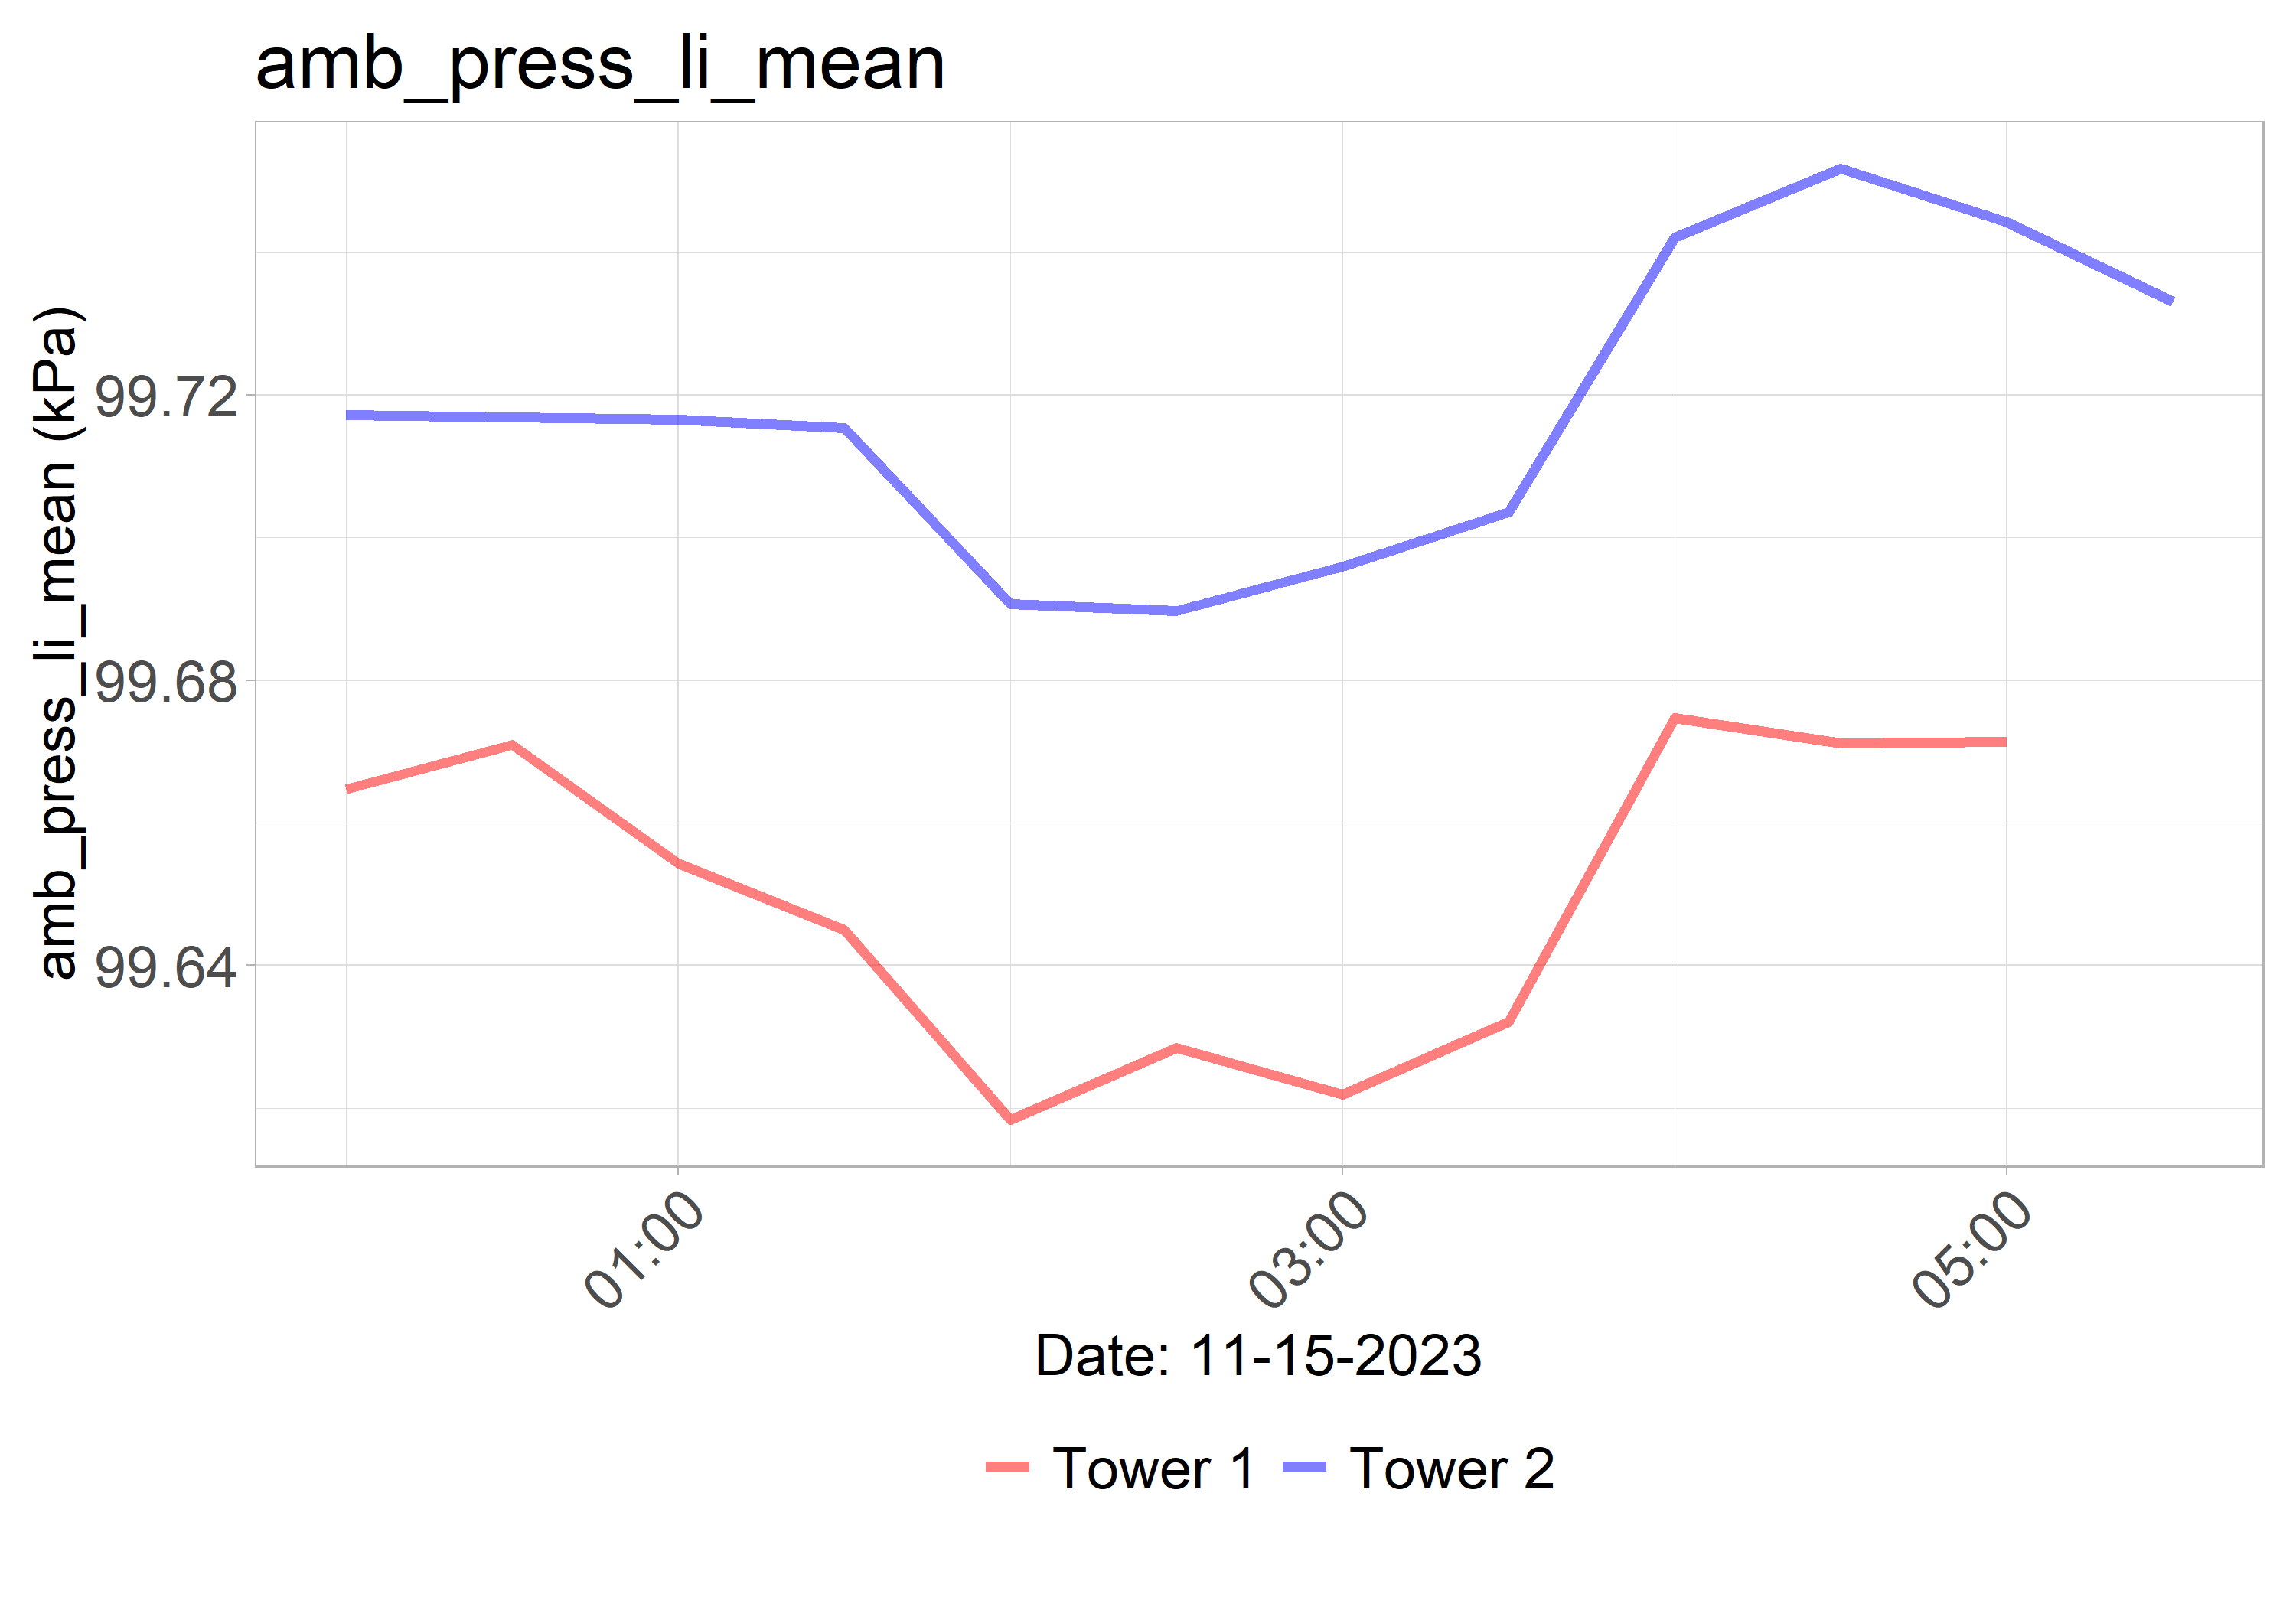 amb_press_li_mean
amb_press_li_mean (kPa)
99.72
99.68
99.64
01:00
03:00
05:00
Date: 11-15-2023
Tower 1
Tower 2